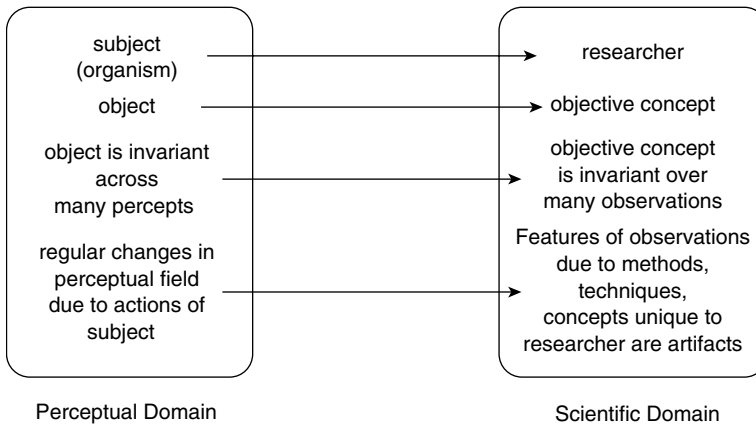 subject
(organism)
object
object is invariant
across
many percepts
regular changes in
perceptual field
due to actions of
subject
Perceptual Domain
researcher
objective concept
objective concept
is invariant over
many observations
Features of observations
due to methods,
techniques,
concepts unique to
researcher are artifacts
Scientific Domain